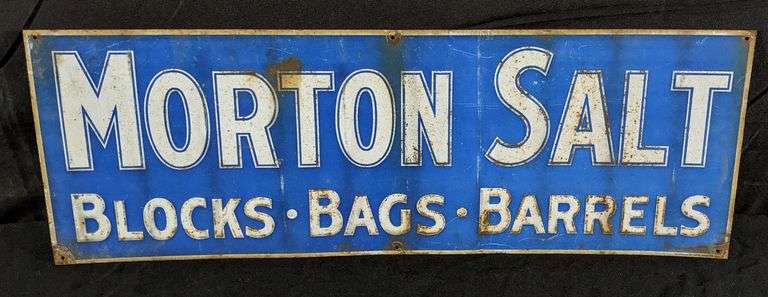 MORTON SALT
BLOCKS · BAGS · BARRELS